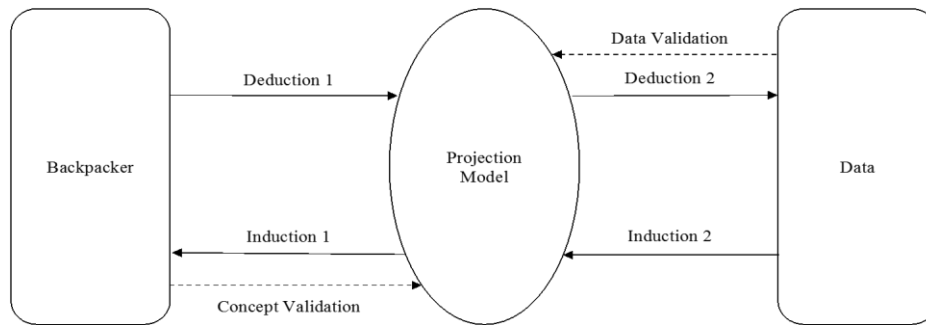 Data Validation
Deduction 1
Deduction 2
Backpacker
Projection
Model
Data
Induction 1
Induction 2
Concept Validation